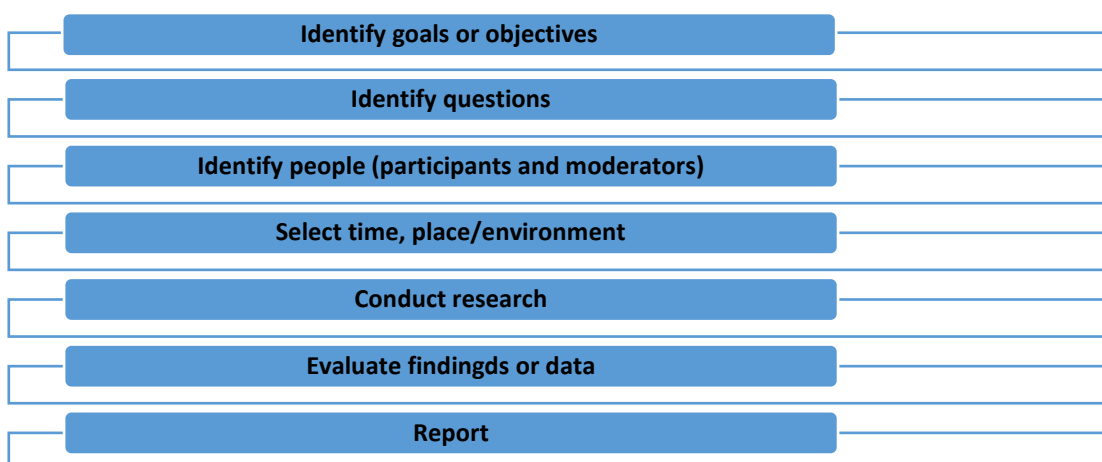 Identify goals or objectives
Identify questions
Identify people (participants and moderators)
Select time, place/environment
Conduct research
Evaluate findingds or data
Report